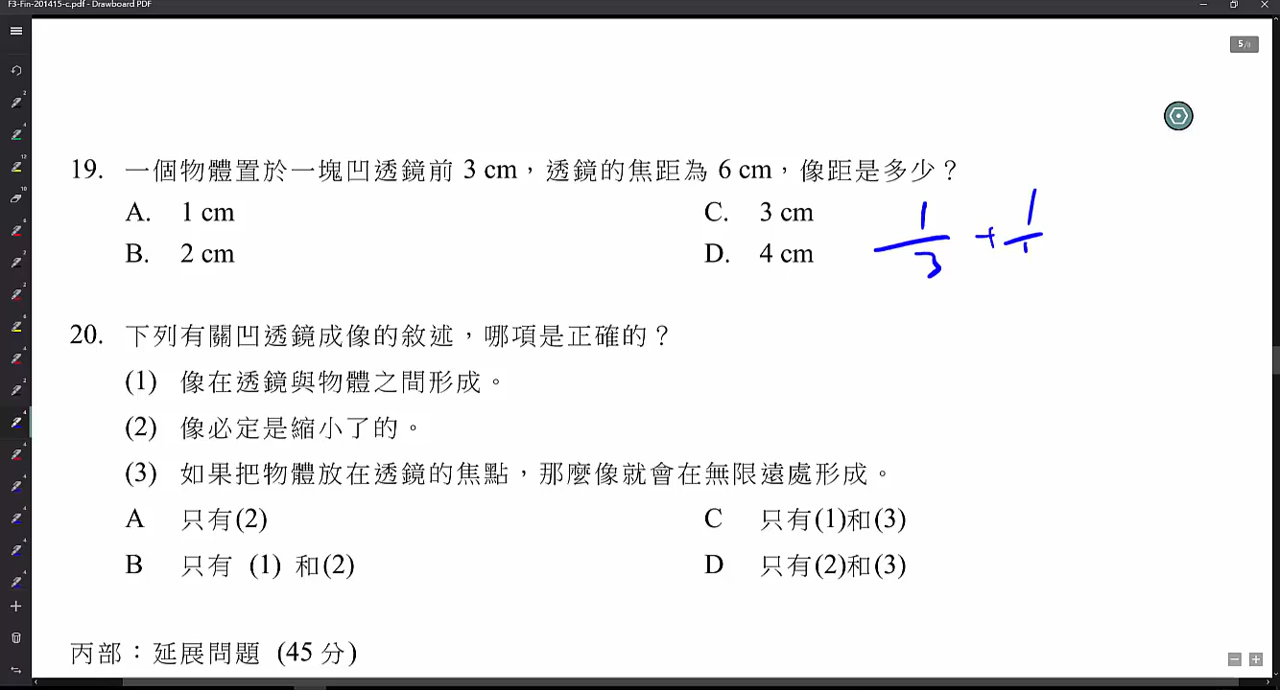 F3-Fin-201415-c.pdf - Drawboard PDF
5/8
19. 一個物體置於一塊凹透鏡前 3 cm，透鏡的焦距為 6 cm，像距是多少？
A. 1 cm C. 3 cm
B. 2 cm D. 4 cm
1/3 + 1/
20. 下列有關凹透鏡成像的敘述，哪項是正確的？
(1) 像在透鏡與物體之間形成。
(2) 像必定是縮小了的。
(3) 如果把物體放在透鏡的焦點，那麼像就會在無限遠處形成。
A 只有(2) C 只有(1)和(3)
B 只有 (1) 和(2) D 只有(2)和(3)
丙部：延展問題 (45 分)